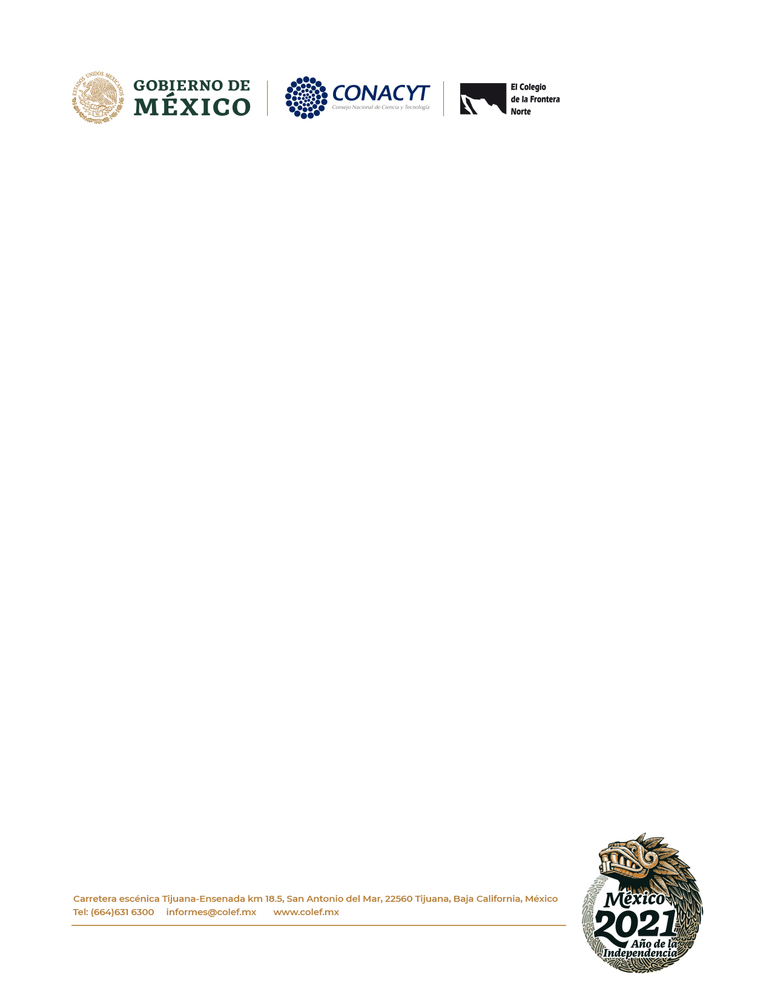 ESTADOS UNIDOS MEXICANOS
GOBIERNO DE
MÉXICO
CONACYT
Consejo Nacional de Ciencia y Tecnología
El Colegio
de la Frontera
Norte
Carretera escénica Tijuana-Ensenada km 18.5, San Antonio del Mar, 22560 Tijuana, Baja California, México
Tel: (664)631 6300 informes@colef.mx www.colef.mx
México
2021
Año de la
Independencia